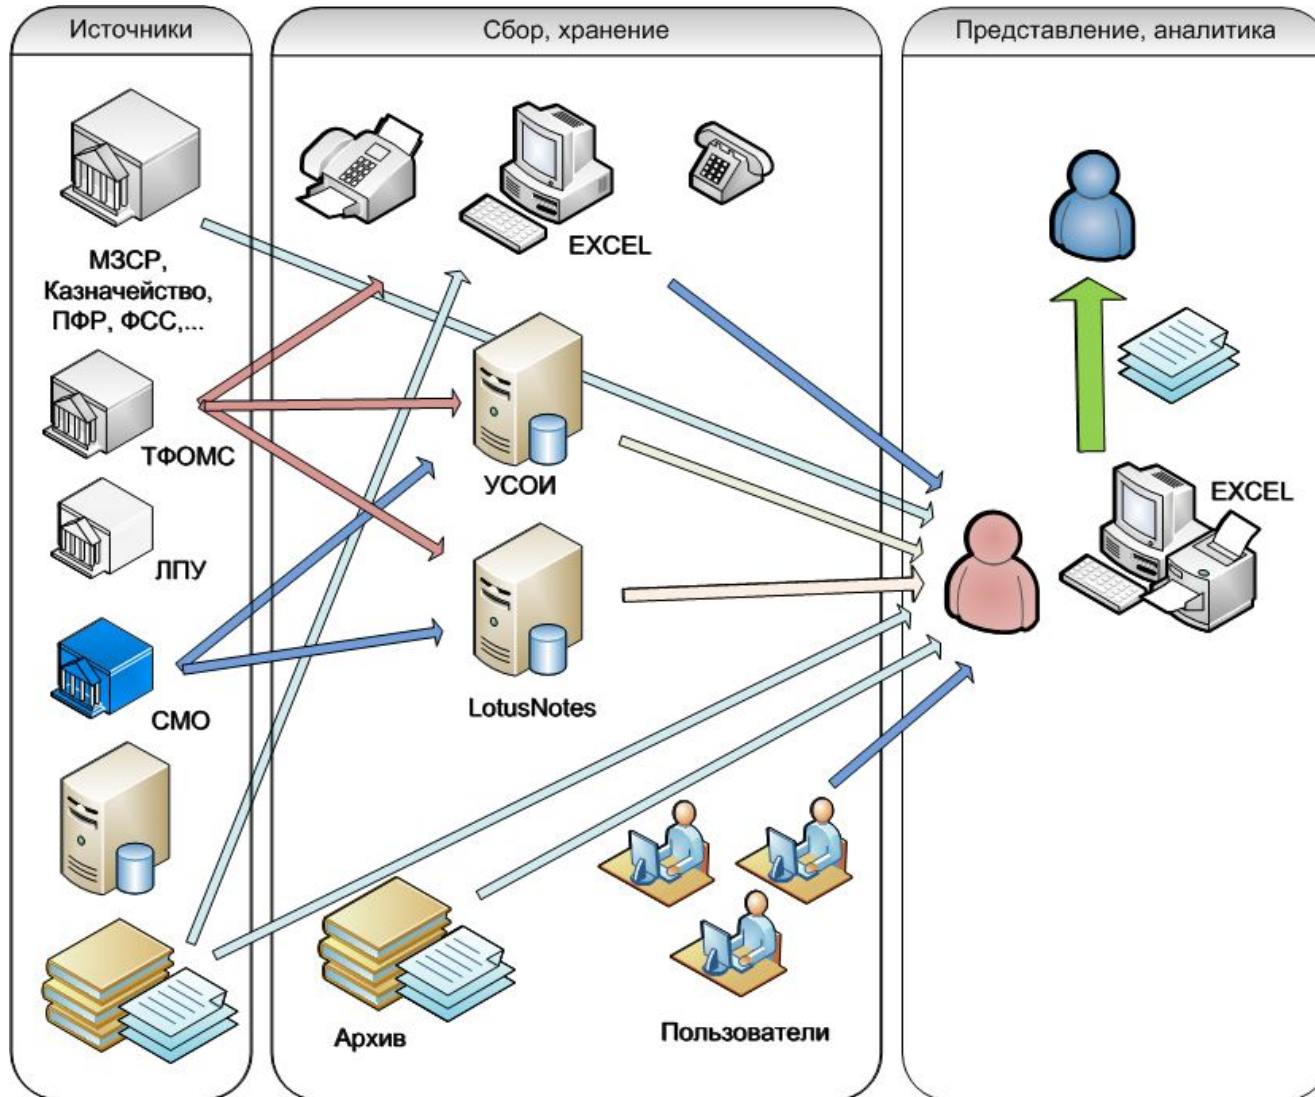 Источники
Сбор, хранение
Представление, аналитика
EXCEL
МЗСР,
Казначейство,
ПФР, ФСС,...
ТФОМС
УСОИ
EXCEL
ЛПУ
СМО
LotusNotes
Архив
Пользователи